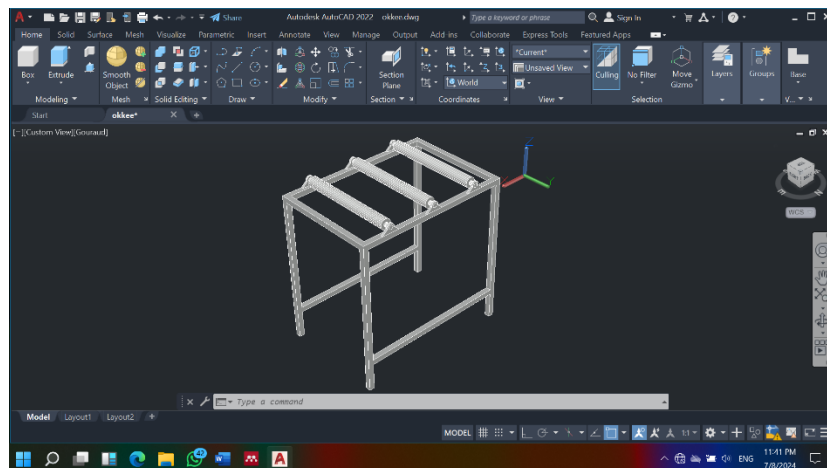 Share
Autodesk AutoCAD 2022 okkee.dwg
Type a keyword or phrase
Sign In
Home Solid Surface Mesh Visualize Parametric Insert Annotate View Manage Output Add-ins Collaborate Express Tools Featured Apps
Box
Extrude
Smooth
Object
Section
Plane
*Current*
Unsaved View
World
Culling
No Filter
Move
Gizmo
Layers
Groups
Base
Modeling
Mesh
Solid Editing
Draw
Modify
Section
Coordinates
View
Selection
V...
Start
okkee*
[−][Custom View][Gouraud]
WCS
Type a command
Model Layout1 Layout2
MODEL
1:1
ENG
11:41 PM
7/8/2024